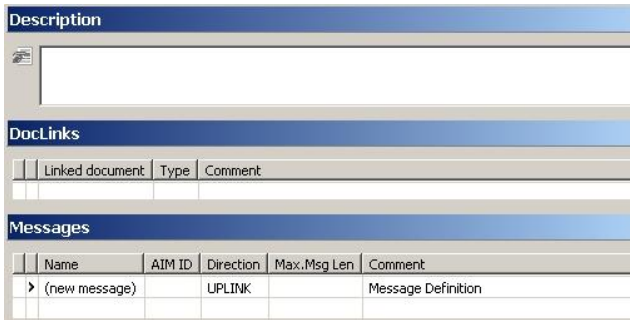 Description
DocLinks
Linked document Type Comment
Messages
Name AIM ID Direction Max.Msg Len Comment
(new message) UPLINK Message Definition